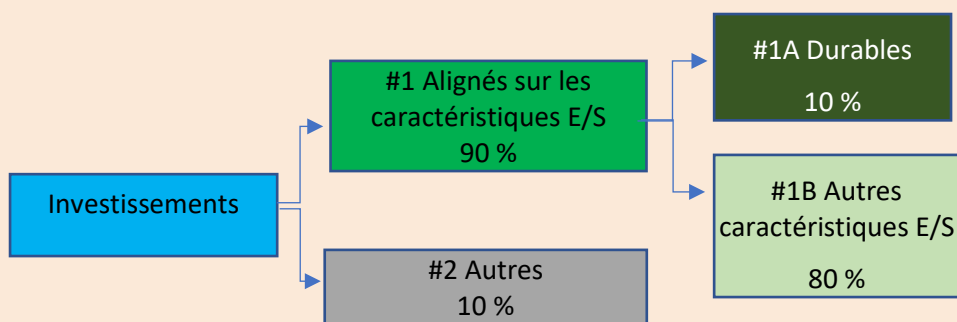 Investissements
#1 Alignés sur les
caractéristiques E/S
90 %
#2 Autres
10 %
#1A Durables
10 %
#1B Autres
caractéristiques E/S
80 %